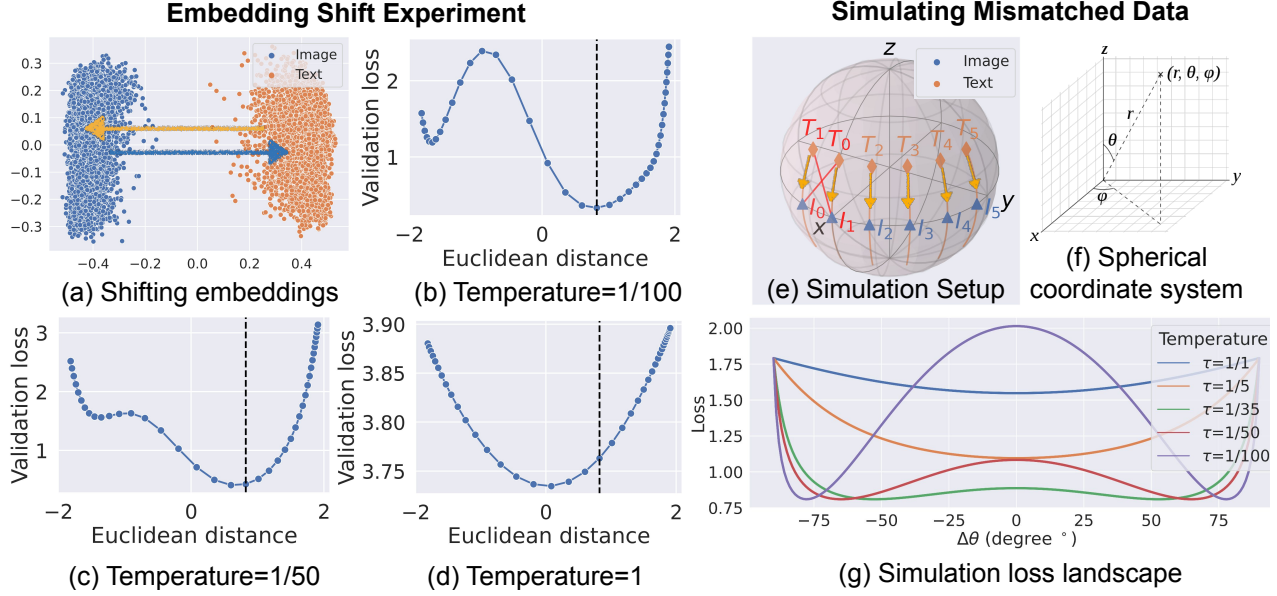 Embedding Shift Experiment
Simulating Mismatched Data
Image
Text
0.3
0.2
0.1
0.0
−0.1
−0.2
−0.3
−0.4
−0.2
0.0
0.2
0.4
(a) Shifting embeddings
Validation loss
2
1
−2
0
2
Euclidean distance
(b) Temperature=1/100
Image
Text
z
T1
T0
T2
T3
T4
T5
I0
I1
I2
I3
I4
I5
x
y
(e) Simulation Setup
z
(r, θ, φ)
r
θ
φ
y
x
(f) Spherical
coordinate system
Validation loss
3
2
1
−2
0
2
Euclidean distance
(c) Temperature=1/50
Validation loss
3.90
3.85
3.80
3.75
−2
−1
0
1
2
Euclidean distance
(d) Temperature=1
Loss
2.00
1.75
1.50
1.25
1.00
0.75
−75
−50
−25
0
25
50
75
Δθ (degree °)
Temperature
τ=1/1
τ=1/5
τ=1/35
τ=1/50
τ=1/100
(g) Simulation loss landscape